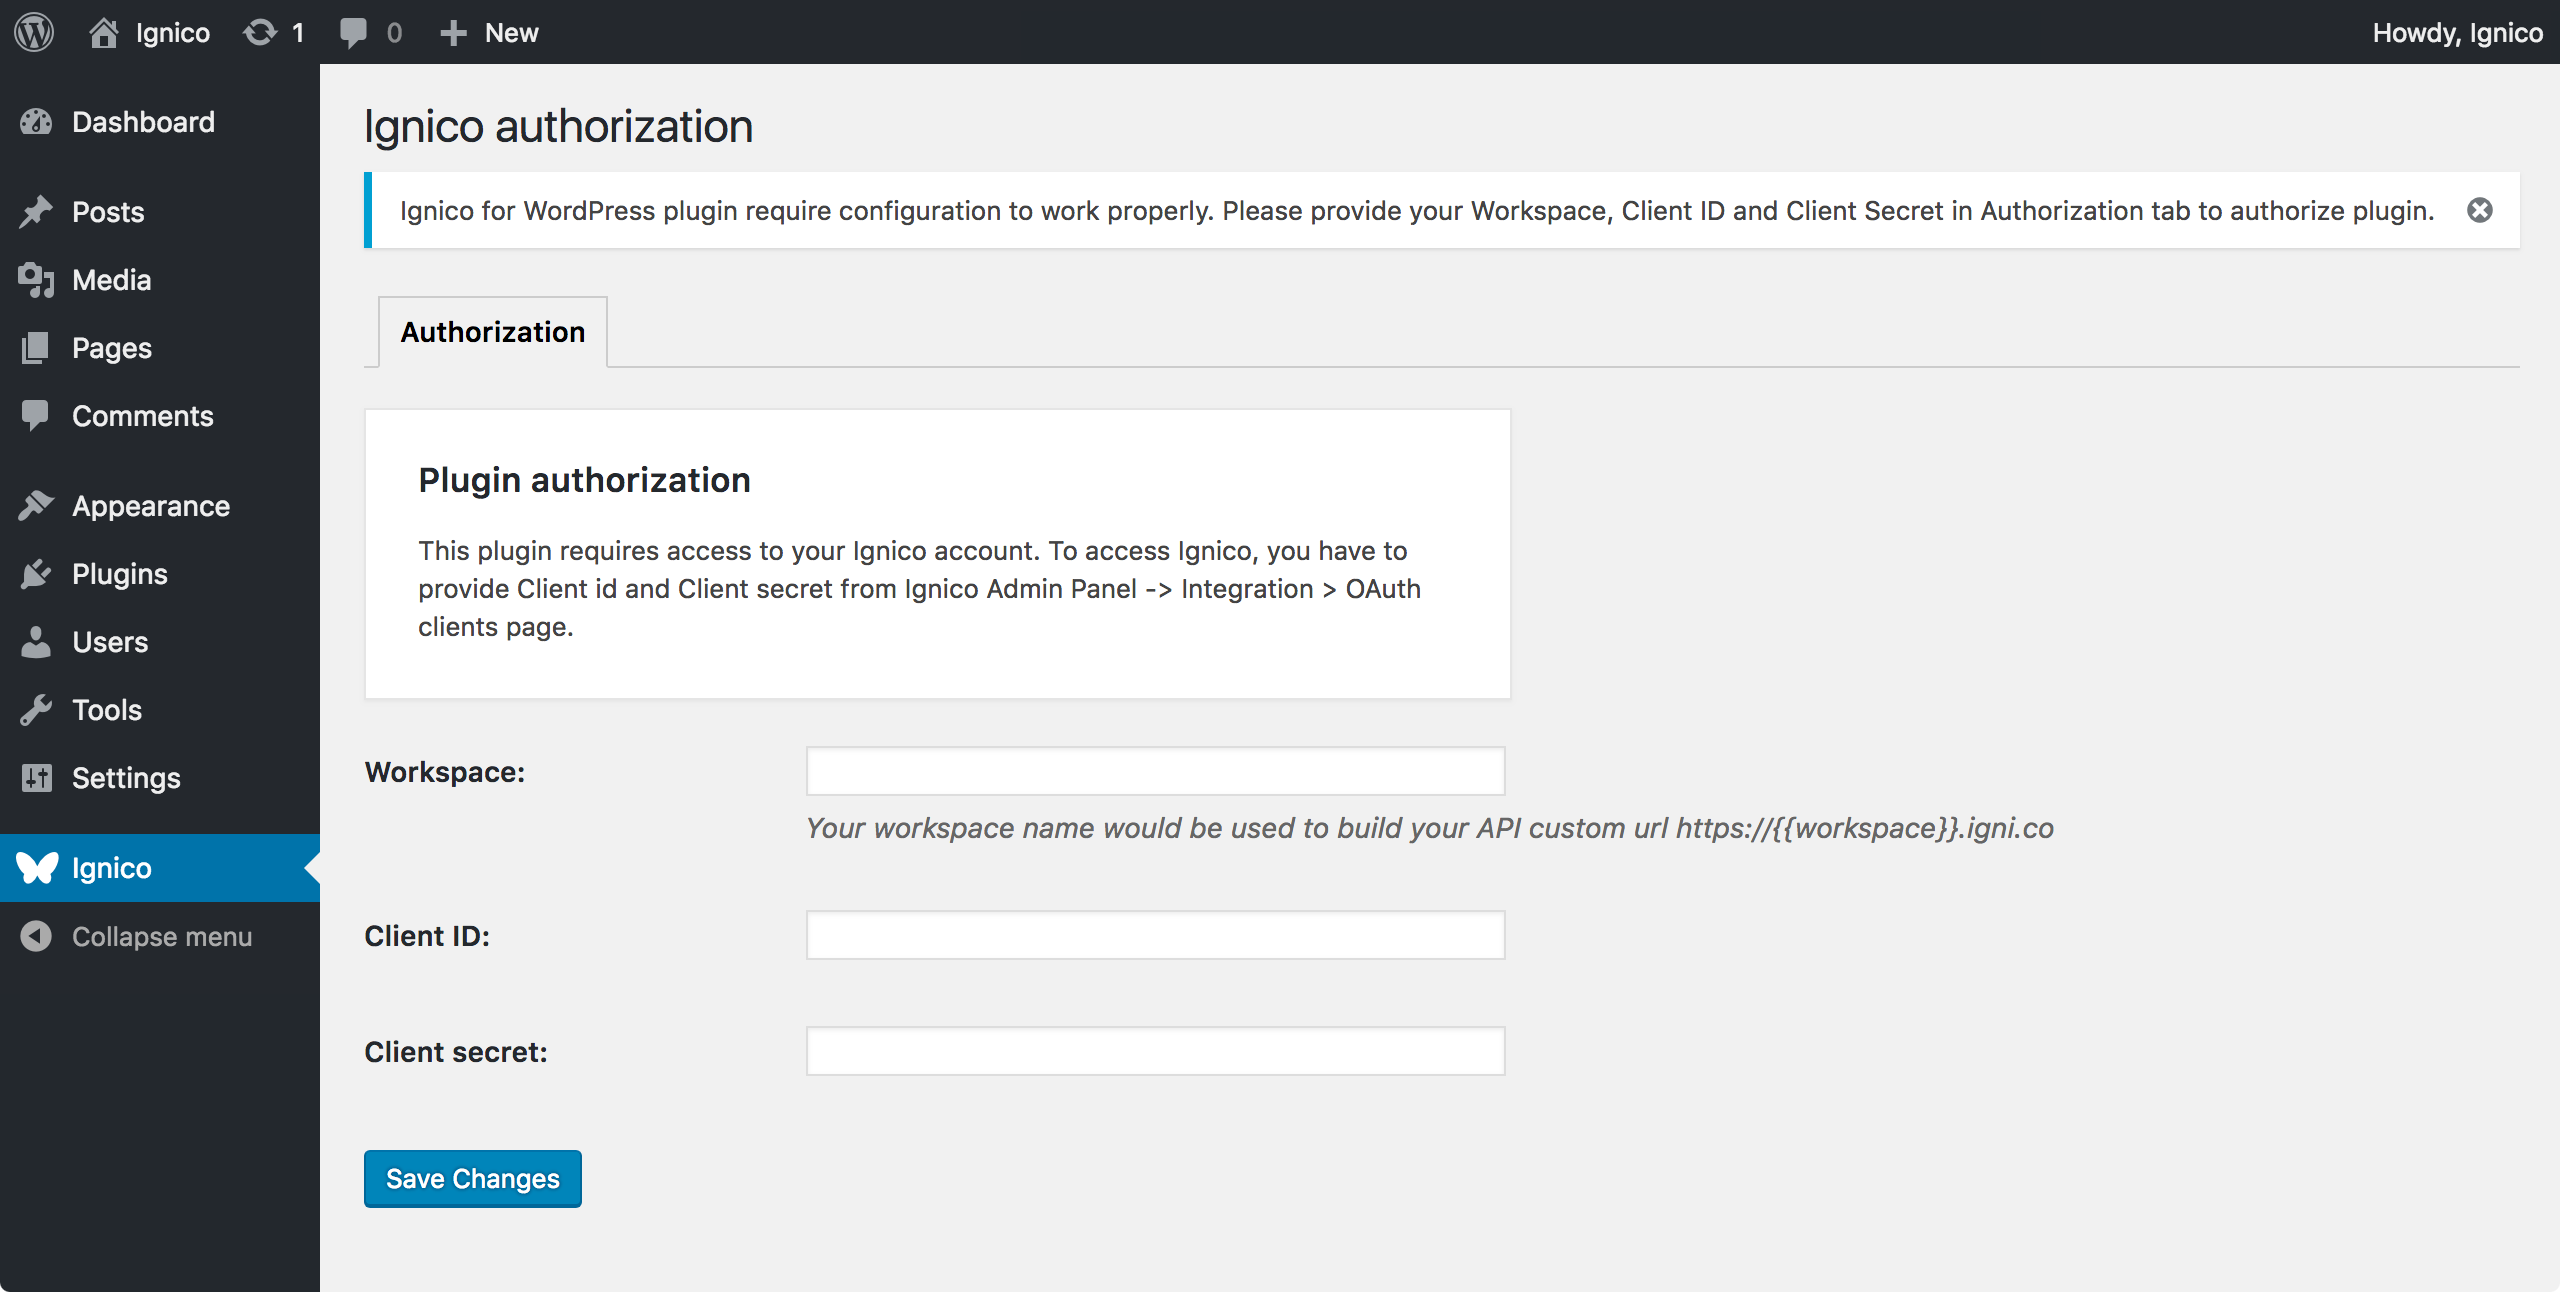 Ignico 1 0 New Howdy, Ignico
Dashboard
Posts
Media
Pages
Comments
Appearance
Plugins
Users
Tools
Settings
Ignico
Collapse menu
Ignico authorization
Ignico for WordPress plugin require configuration to work properly. Please provide your Workspace, Client ID and Client Secret in Authorization tab to authorize plugin.
Authorization
Plugin authorization
This plugin requires access to your Ignico account. To access Ignico, you have to
provide Client id and Client secret from Ignico Admin Panel -> Integration > OAuth
clients page.
Workspace:
Your workspace name would be used to build your API custom url https://{{workspace}}.igni.co
Client ID:
Client secret:
Save Changes